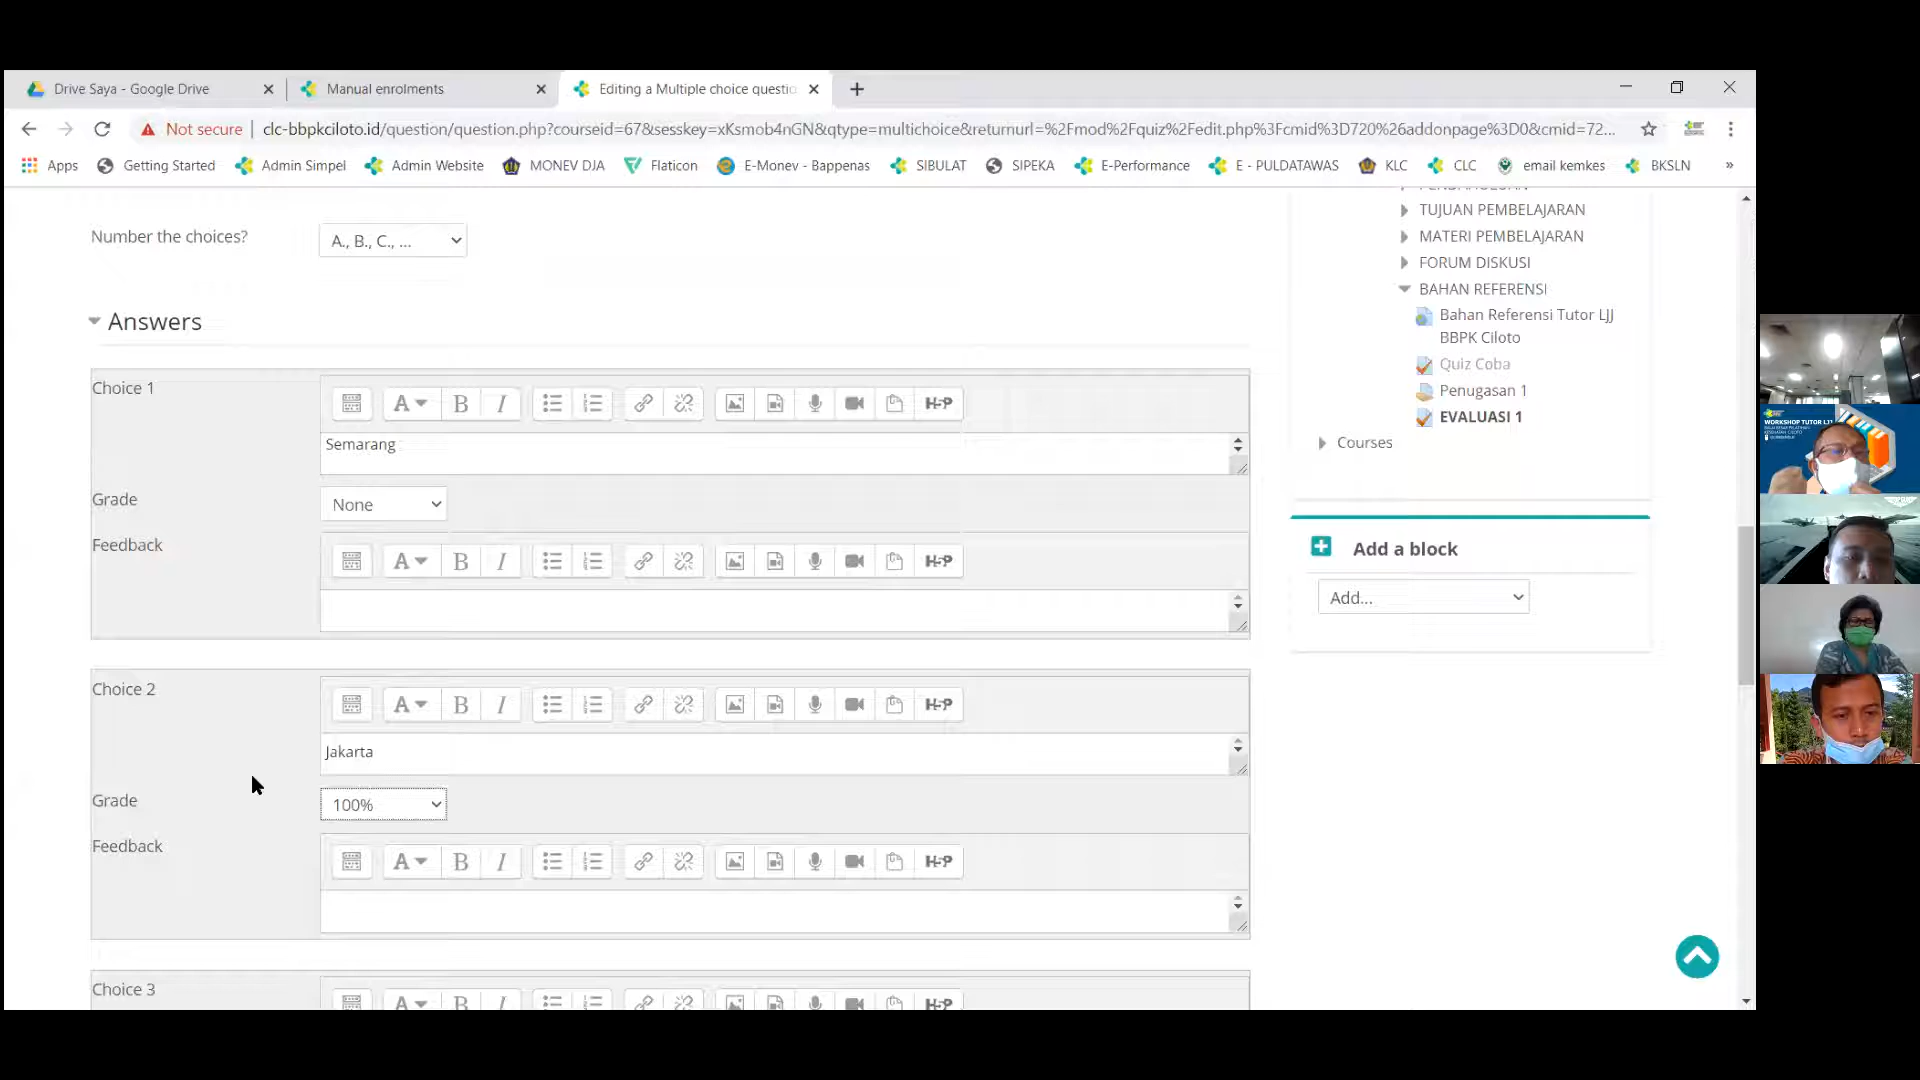 Drive Saya - Google Drive
Manual enrolments
Editing a Multiple choice questio
Not secure
clc-bbpkciloto.id/question/question.php?courseid=67&sesskey=xKsmob4nGN&qtype=multichoice&returnurl=%2Fmod%2Fquiz%2Fedit.php%3Fcmid%3D720%26addonpage%3D0&cmid=72...
Apps
Getting Started
Admin Simpel
Admin Website
MONEV DJA
Flaticon
E-Monev - Bappenas
SIBULAT
SIPEKA
E-Performance
E - PULDATAWAS
KLC
CLC
email kemkes
BKSLN
»
Number the choices?
A., B., C., ...
Answers
Choice 1
A B I H-P
Semarang
Grade
None
Feedback
A B I H-P
Choice 2
A B I H-P
Jakarta
Grade
100%
Feedback
A B I H-P
Choice 3
A B I H-P
TUJUAN PEMBELAJARAN
MATERI PEMBELAJARAN
FORUM DISKUSI
BAHAN REFERENSI
Bahan Referensi Tutor LJJ
BBPK Ciloto
Quiz Coba
Penugasan 1
EVALUASI 1
Courses
Add a block
Add...
WORKSHOP TUTOR LJ